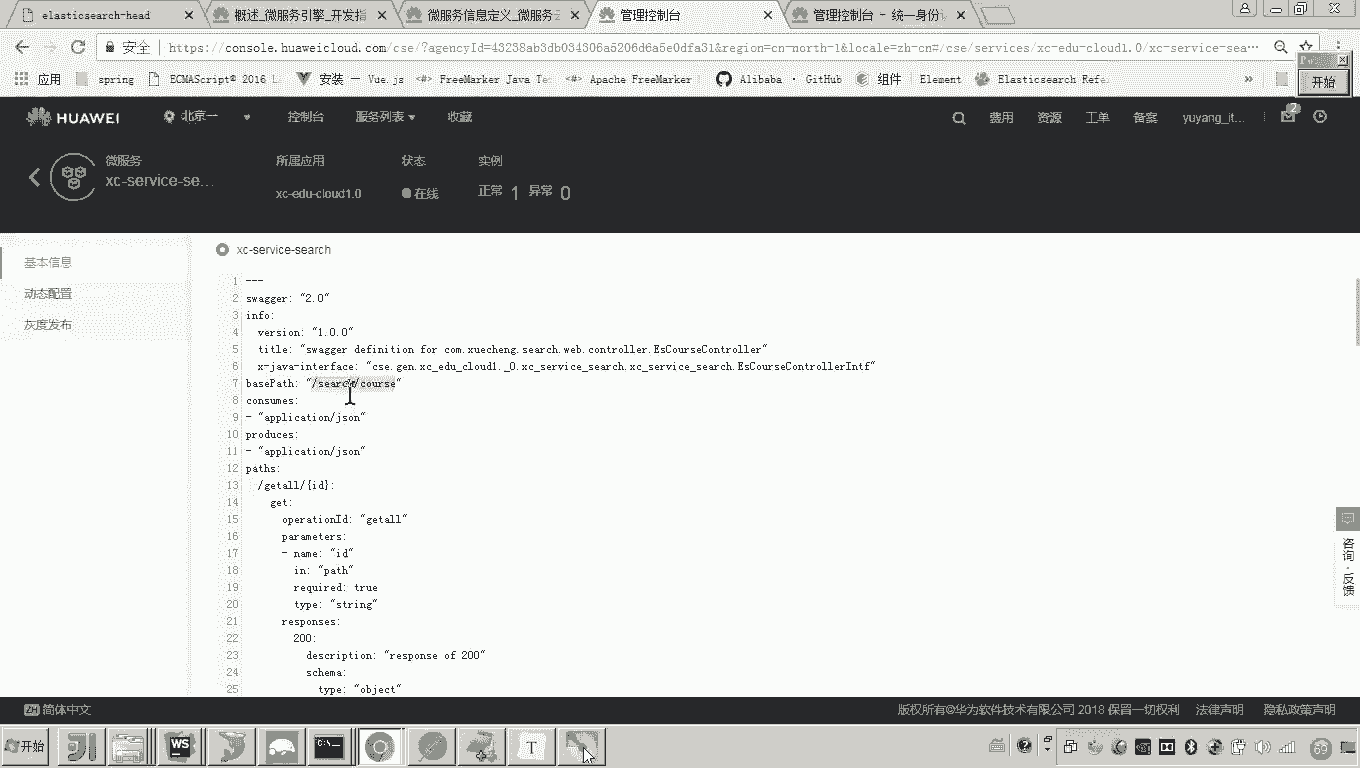 elasticsearch-head
概述_微服务引擎_开发指
微服务信息定义_微服务云
管理控制台
管理控制台 - 统一身份认
安全
https://console.huaweicloud.com/cse/?agencyId=43238ab3db034306a5206d6a5e0dfa31&region=cn-north-1&locale=zh-cn#/cse/services/xc-edu-cloud1.0/xc-service-sea…
应用
spring
ECMAScript® 2016 L
安装 — Vue.js
FreeMarker Java Te
Apache FreeMarker
Alibaba · GitHub
组件
Element
Elasticsearch Refe
»
开始
HUAWEI
北京一
控制台
服务列表
收藏
费用
资源
工单
备案
yuyang_it...
2
微服务
xc-service-se...
所属应用
xc-edu-cloud1.0
状态
在线
实例
正常 1 异常 0
基本信息
动态配置
灰度发布
xc-service-search
1 ---
2 swagger: "2.0"
3 info:
4 version: "1.0.0"
5 title: "swagger definition for com.xuecheng.search.web.controller.EsCourseController"
6 x-java-interface: "cse.gen.xc_edu_cloud1._0.xc_service_search.xc_service_search.EsCourseControllerIntf"
7 basePath: "/search/course"
8 consumes:
9 - "application/json"
10 produces:
11 - "application/json"
12 paths:
13 /getall/{id}:
14 get:
15 operationId: "getall"
16 parameters:
17 - name: "id"
18 in: "path"
19 required: true
20 type: "string"
21 responses:
22 200:
23 description: "response of 200"
24 schema:
25 type: "object"
咨询·反馈
ZH 简体中文
版权所有@华为软件技术有限公司 2018 保留一切权利
法律声明
隐私政策声明
开始
WS
C:\_
T
69